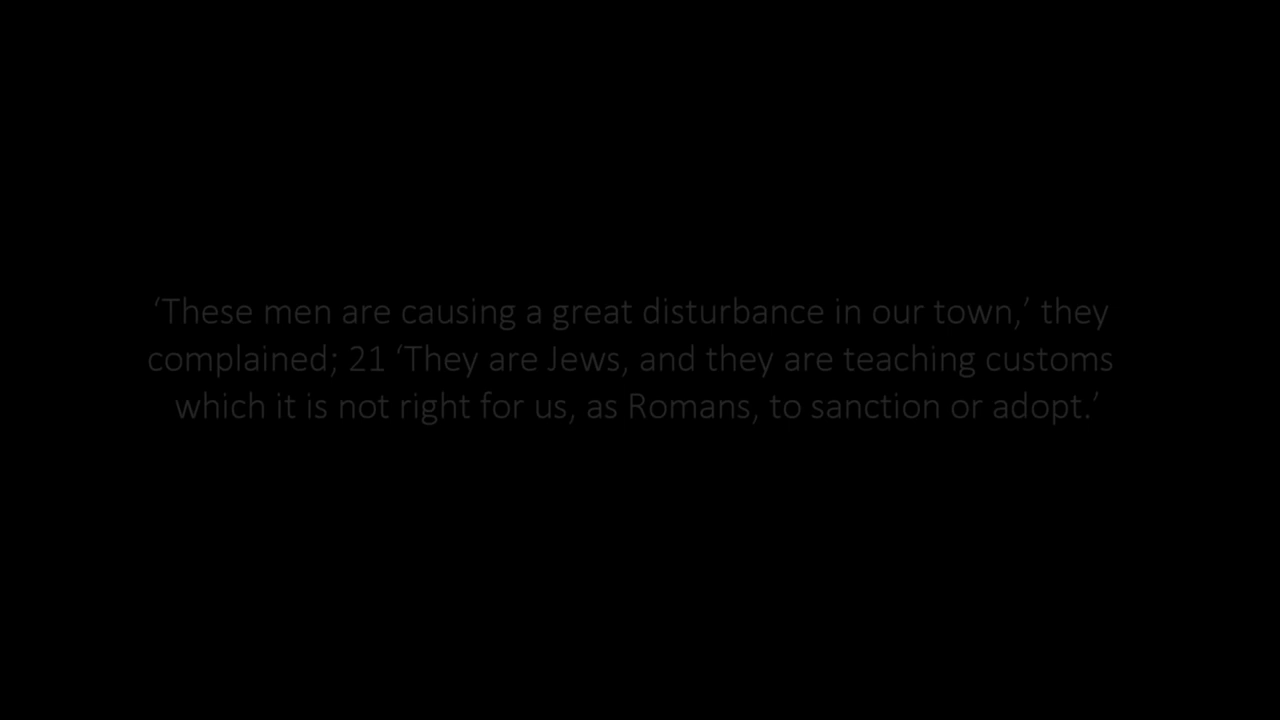 ‘These men are causing a great disturbance in our town,’ they
complained; 21 ‘They are Jews, and they are teaching customs
which it is not right for us, as Romans, to sanction or adopt.’